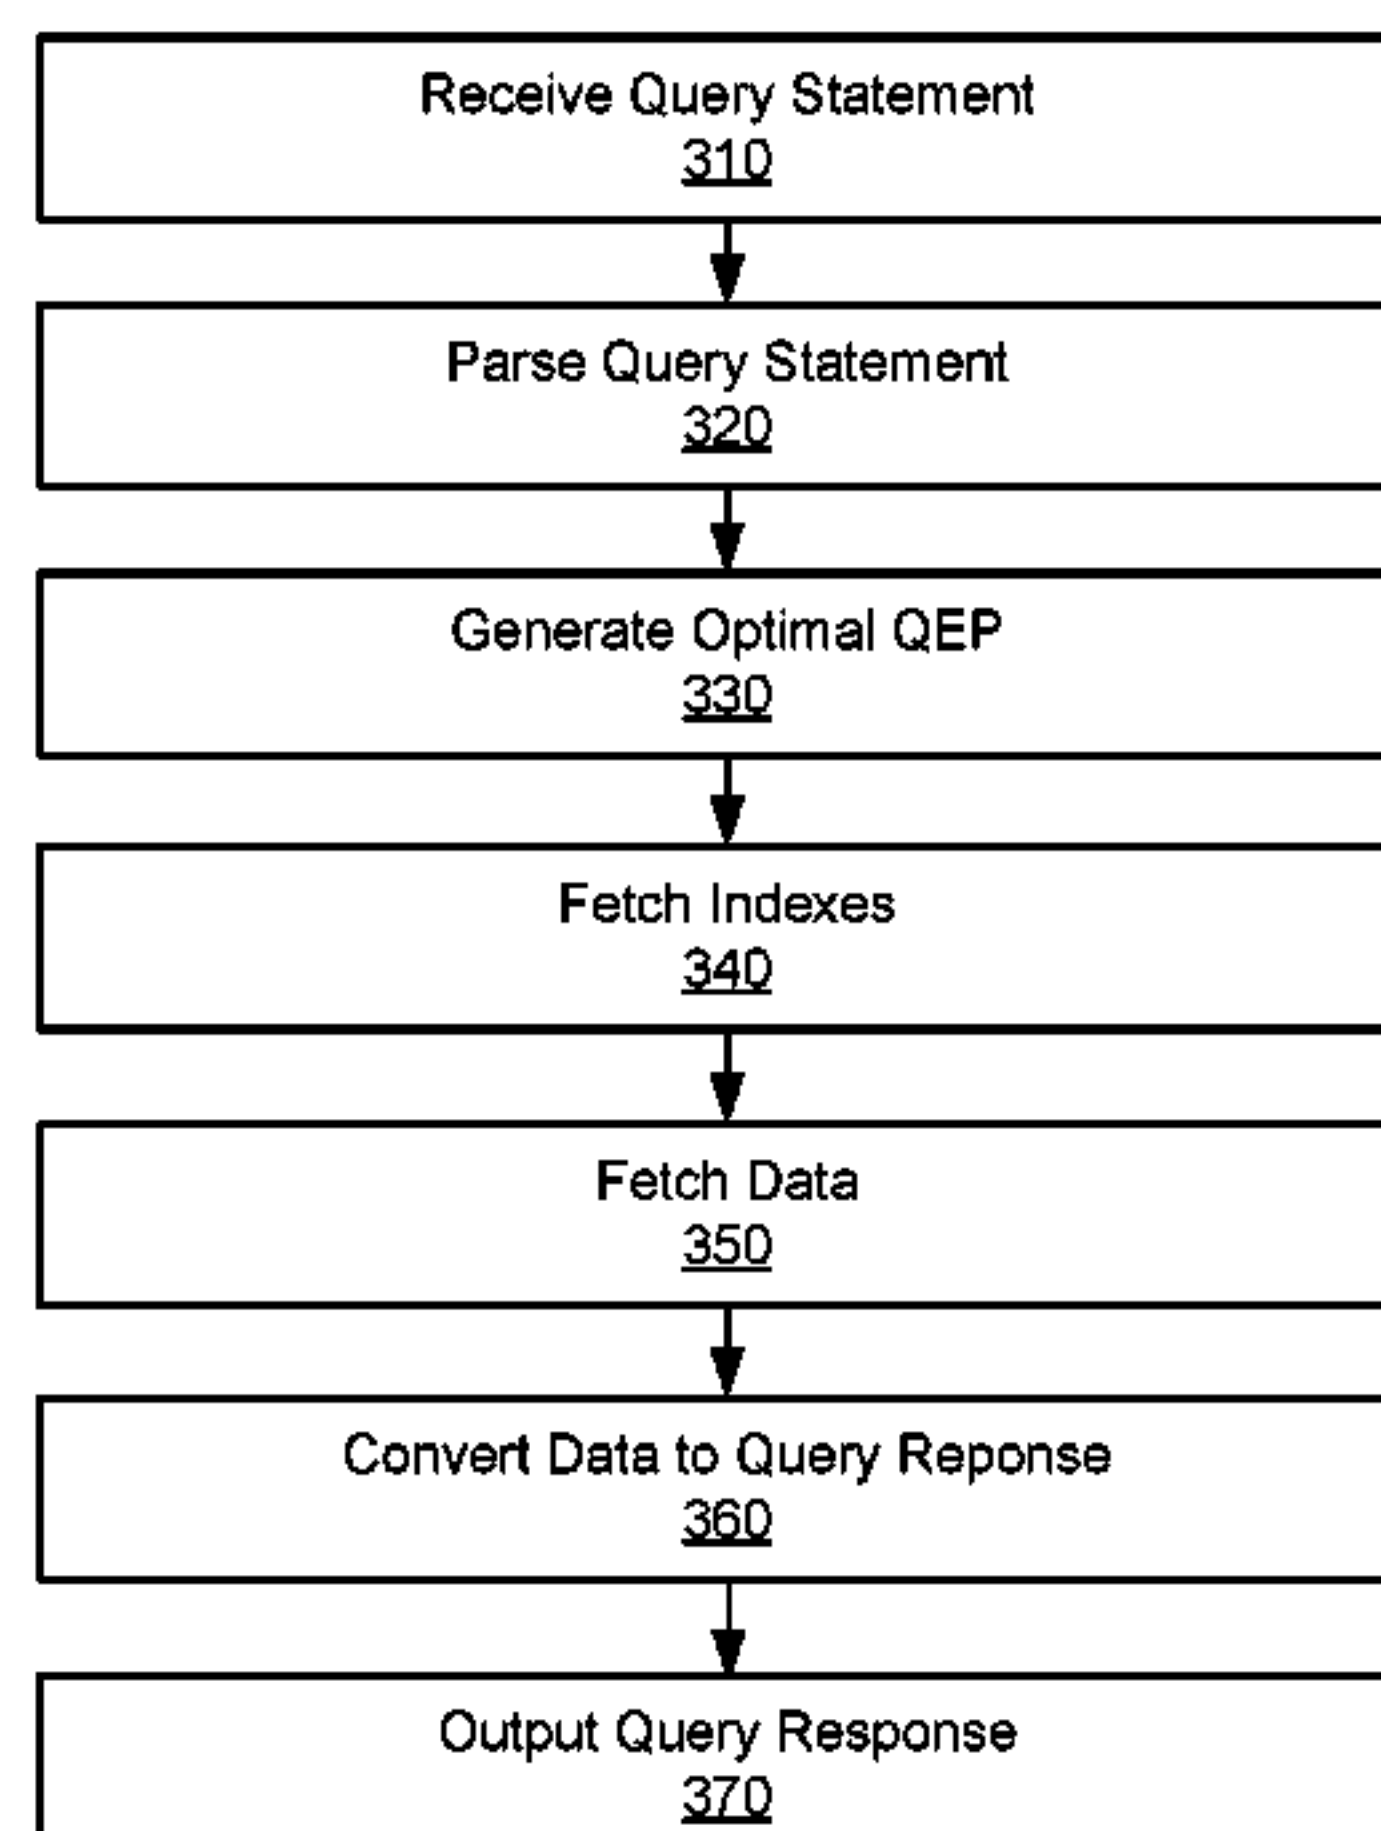 Receive Query Statement
310
Parse Query Statement
320
Generate Optimal QEP
330
Fetch Indexes
340
Fetch Data
350
Convert Data to Query Reponse
360
Output Query Response
370